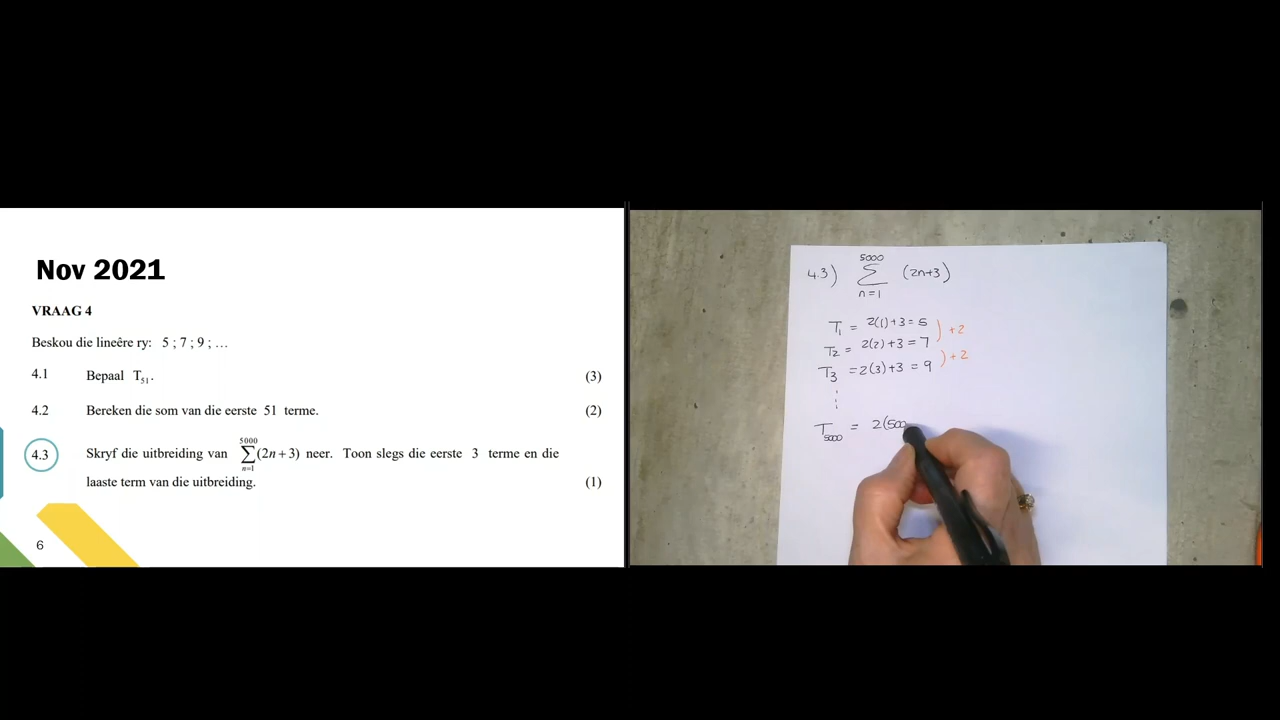 Nov 2021
VRAAG 4
Beskou die lineêre ry: 5 ; 7 ; 9 ; …
4.1 Bepaal T₅₁. (3)
4.2 Bereken die som van die eerste 51 terme. (2)
4.3 Skryf die uitbreiding van \sum_{n=1}^{5000}(2n+3) neer. Toon slegs die eerste 3 terme en die
laaste term van die uitbreiding. (1)
6
4.3) \sum_{n=1}^{5000} (2n+3)
T₁ = 2(1)+3 = 5 ) +2
T₂ = 2(2)+3 = 7
) +2
T₃ = 2(3)+3 = 9
⋮
T₅₀₀₀ = 2(500